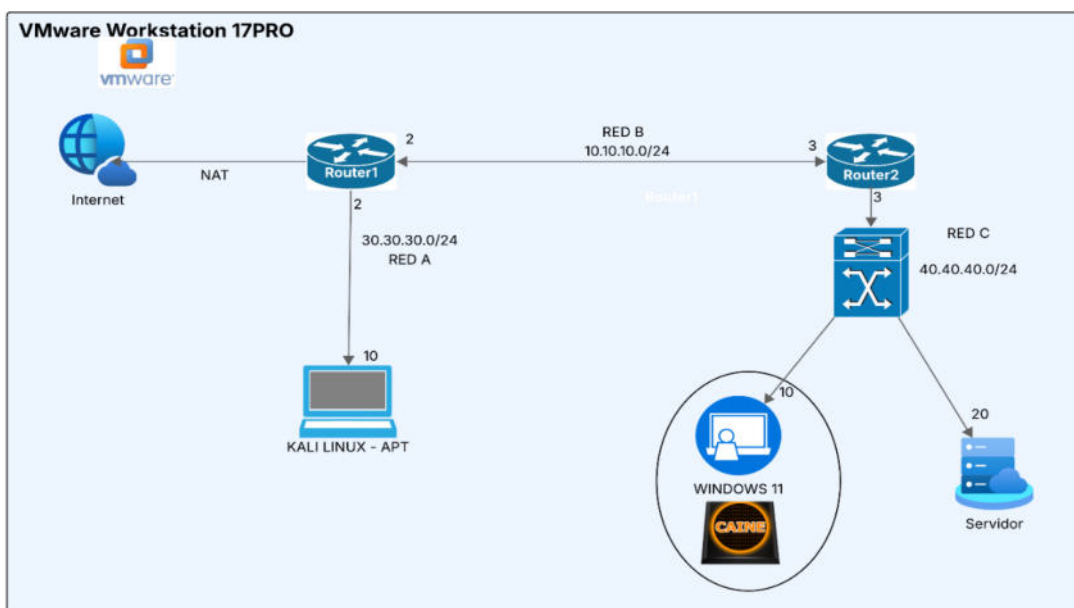 VMware Workstation 17PRO
vmware
Internet
NAT
2
Router1
2
30.30.30.0/24
RED A
10
KALI LINUX - APT
RED B
10.10.10.0/24
Router1
3
Router2
3
RED C
40.40.40.0/24
10
WINDOWS 11
CAINE
20
Servidor